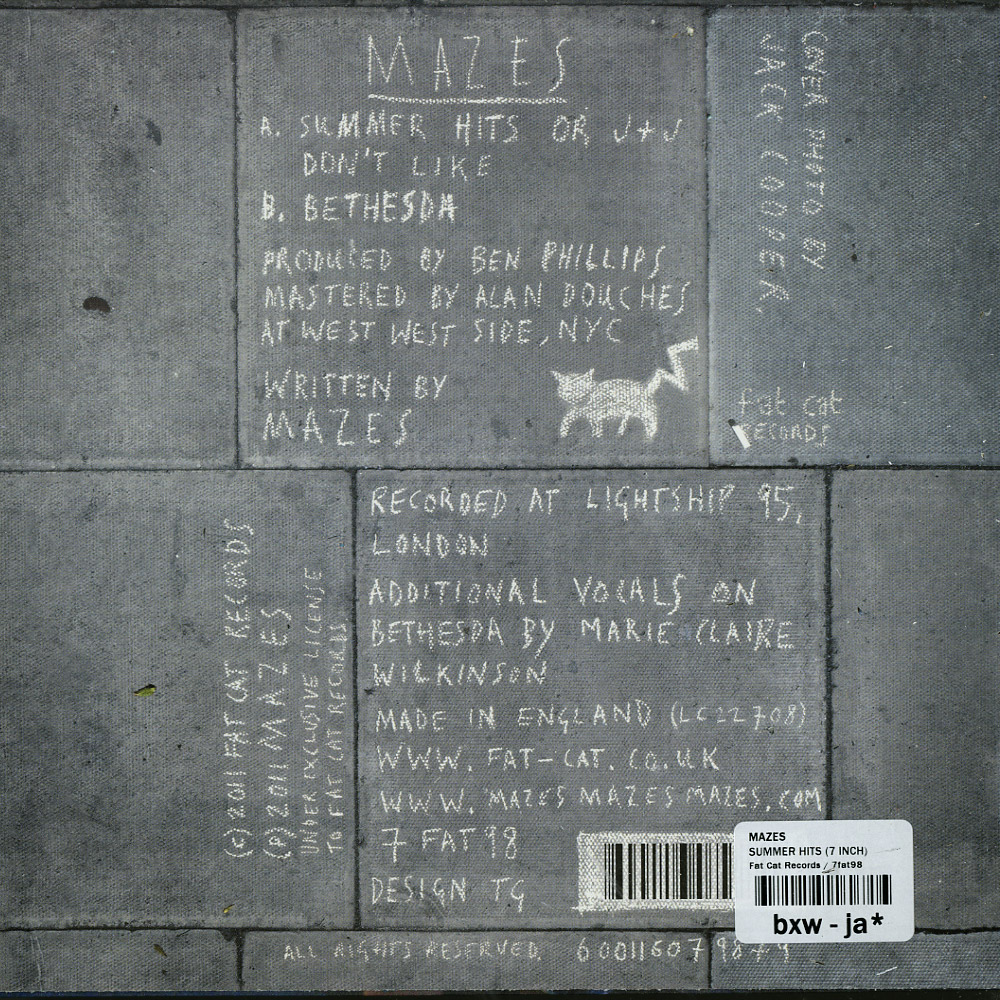 MAZES
A. SUMMER HITS OR J+J
DON'T LIKE
B. BETHESDA
PRODUCED BY BEN PHILLIPS
MASTERED BY ALAN DOUCHES
AT WEST WEST SIDE, NYC
WRITTEN BY
MAZES
COVER PHOTO BY
JACK COOPER.
fat cat
RECORDS
(C) 2011 FAT CAT RECORDS
(P) 2011 MAZES
UNDER EXCLUSIVE LICENSE
TO FAT CAT RECORDS
RECORDED AT LIGHTSHIP 95,
LONDON
ADDITIONAL VOCALS ON
BETHESDA BY MARIE CLAIRE
WILKINSON
MADE IN ENGLAND (LC22708)
WWW. FAT-CAT. CO.UK
WWW. MAZES MAZES MAZES. COM
7 FAT 98
DESIGN TG
MAZES
SUMMER HITS (7 INCH)
Fat Cat Records / 7fat98
bxw - ja*
ALL RIGHTS RESERVED.